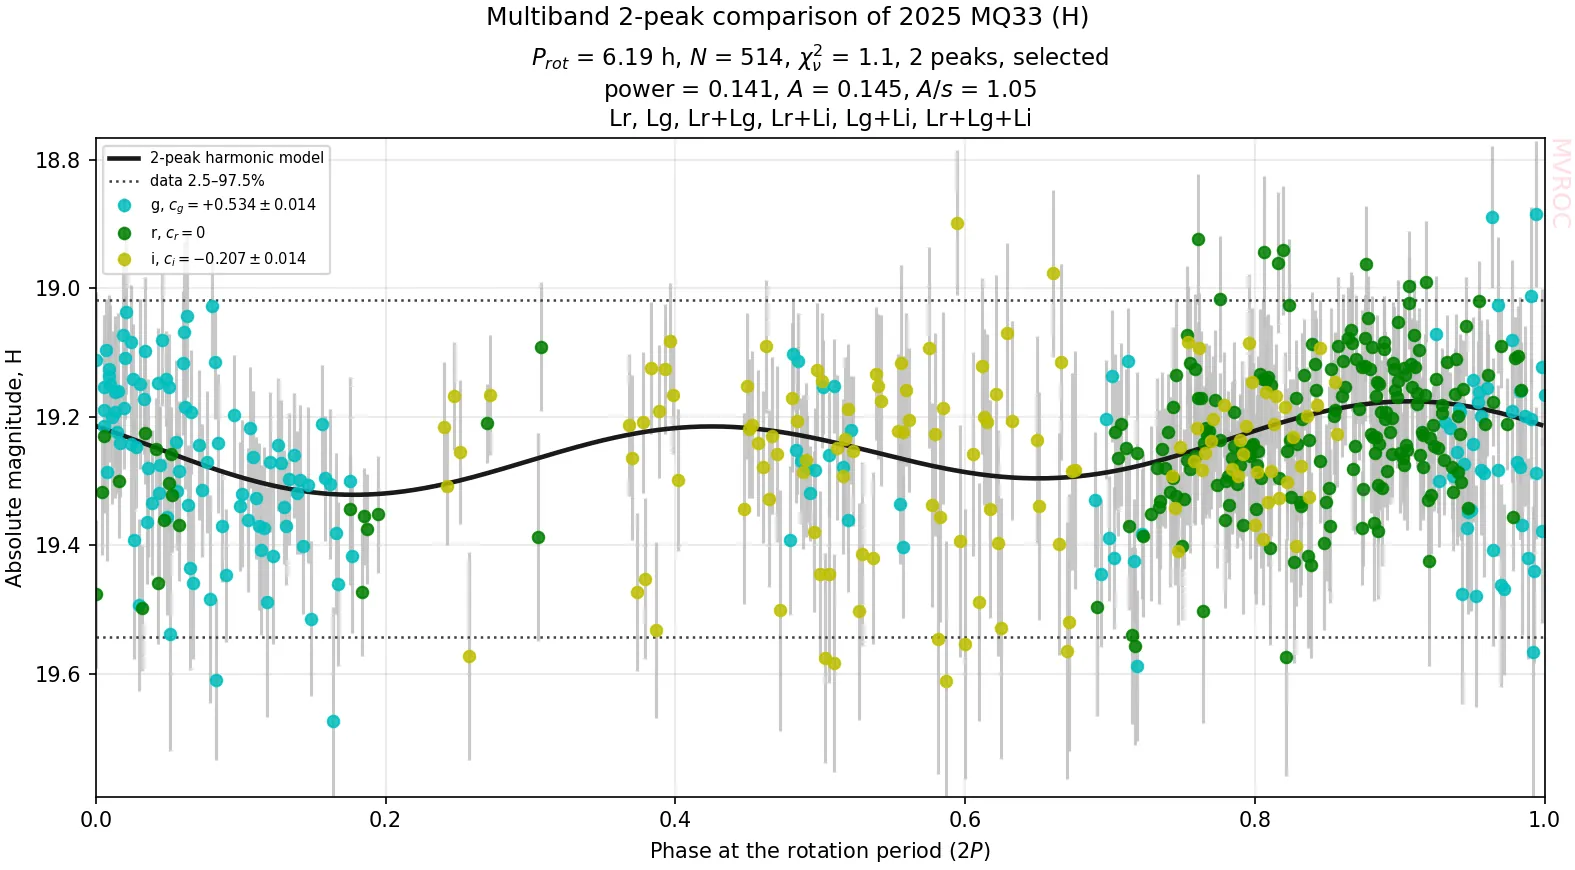 Multiband 2-peak comparison of 2025 MQ33 (H)
P_rot = 6.19 h, N = 514, χ²_ν = 1.1, 2 peaks, selected
power = 0.141, A = 0.145, A/s = 1.05
Lr, Lg, Lr+Lg, Lr+Li, Lg+Li, Lr+Lg+Li
2-peak harmonic model
data 2.5–97.5%
g, c_g = +0.534 ± 0.014
r, c_r = 0
i, c_i = −0.207 ± 0.014
MVROC
Absolute magnitude, H
18.8
19.0
19.2
19.4
19.6
0.0 0.2 0.4 0.6 0.8 1.0
Phase at the rotation period (2P)